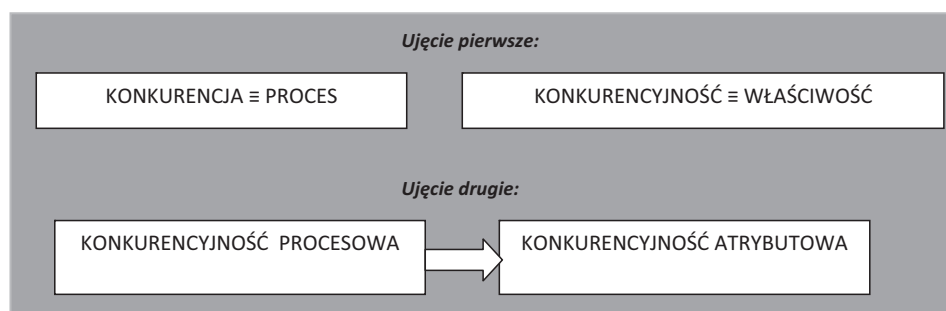 Ujęcie pierwsze:
KONKURENCJA ≡ PROCES
KONKURENCYJNOŚĆ ≡ WŁAŚCIWOŚĆ
Ujęcie drugie:
KONKURENCYJNOŚĆ PROCESOWA
KONKURENCYJNOŚĆ ATRYBUTOWA